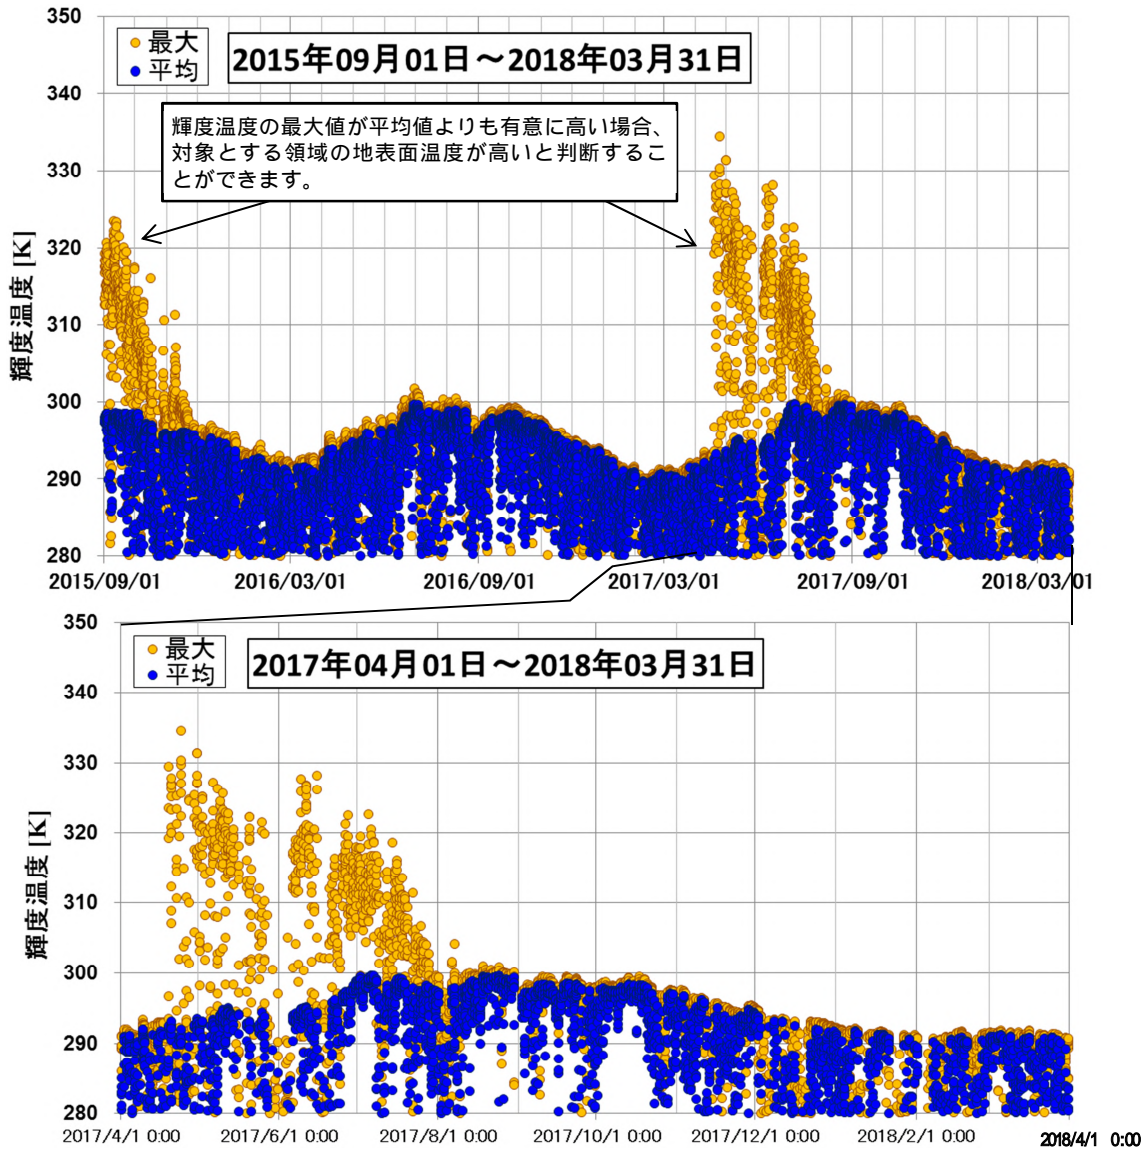 350
340
330
320
310
300
290
280
輝度温度 [K]
最大
平均
2015年09月01日～2018年03月31日
輝度温度の最大値が平均値よりも有意に高い場合、
対象とする領域の地表面温度が高いと判断するこ
とができます。
2015/09/01 2016/03/01 2016/09/01 2017/03/01 2017/09/01 2018/03/01
350
340
330
320
310
300
290
280
輝度温度 [K]
最大
平均
2017年04月01日～2018年03月31日
2017/4/1 0:00 2017/6/1 0:00 2017/8/1 0:00 2017/10/1 0:00 2017/12/1 0:00 2018/2/1 0:00 2018/4/1 0:00